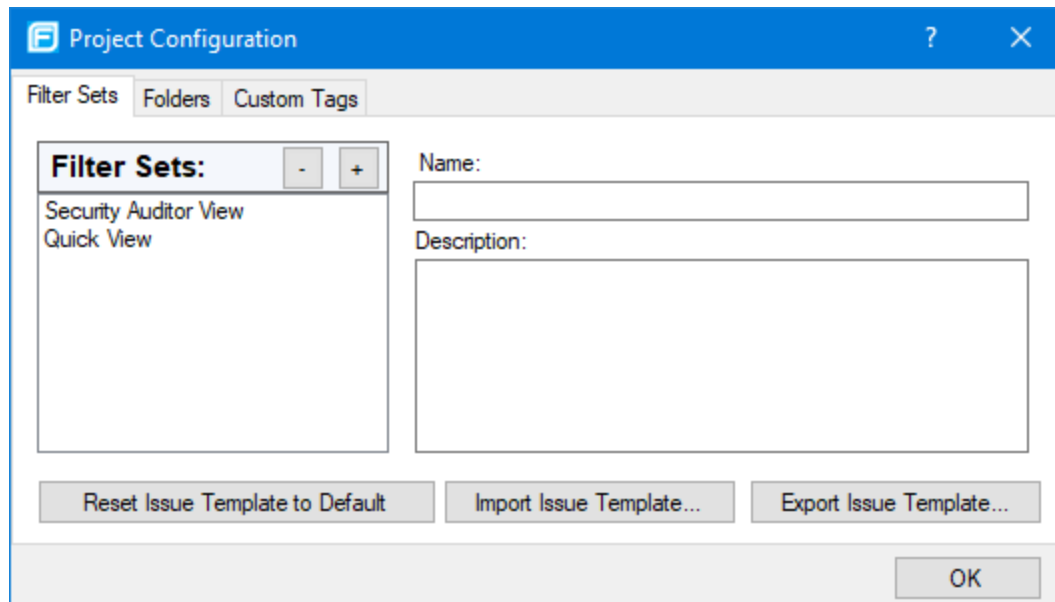 Project Configuration
?
Filter Sets
Folders
Custom Tags
Filter Sets:
-
+
Security Auditor View
Quick View
Name:
Description:
Reset Issue Template to Default
Import Issue Template...
Export Issue Template...
OK